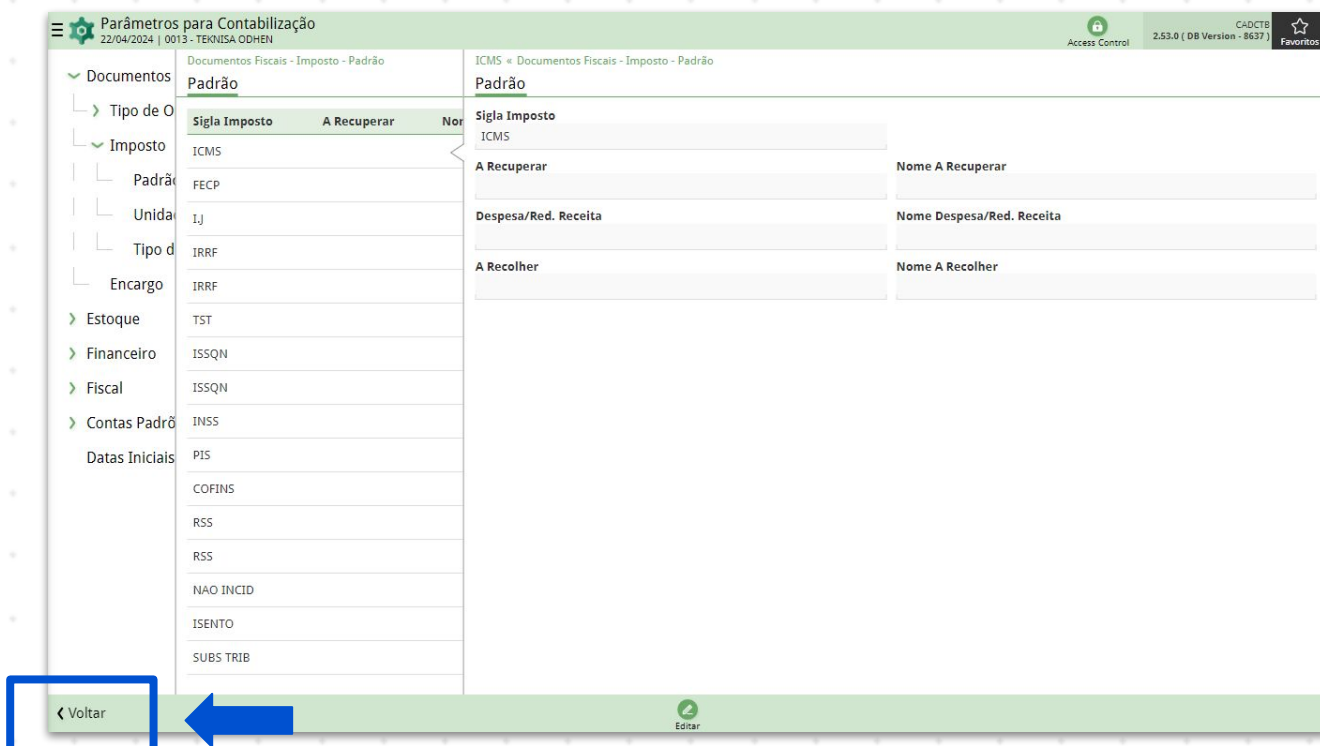 Parâmetros para Contabilização
22/04/2024 | 0013 - TEKNISA ODHEN
Access Control
CADCTB
2.53.0 ( DB Version - 8637 )
Favoritos
Documentos
Tipo de O
Imposto
Padrão
Unida
Tipo d
Encargo
Estoque
Financeiro
Fiscal
Contas Padrõ
Datas Iniciais
Documentos Fiscais - Imposto - Padrão
Padrão
Sigla Imposto A Recuperar Nor
ICMS
FECP
I.J
IRRF
IRRF
TST
ISSQN
ISSQN
INSS
PIS
COFINS
RSS
RSS
NAO INCID
ISENTO
SUBS TRIB
ICMS « Documentos Fiscais - Imposto - Padrão
Padrão
Sigla Imposto
ICMS
A Recuperar Nome A Recuperar
Despesa/Red. Receita Nome Despesa/Red. Receita
A Recolher Nome A Recolher
Voltar
Editar